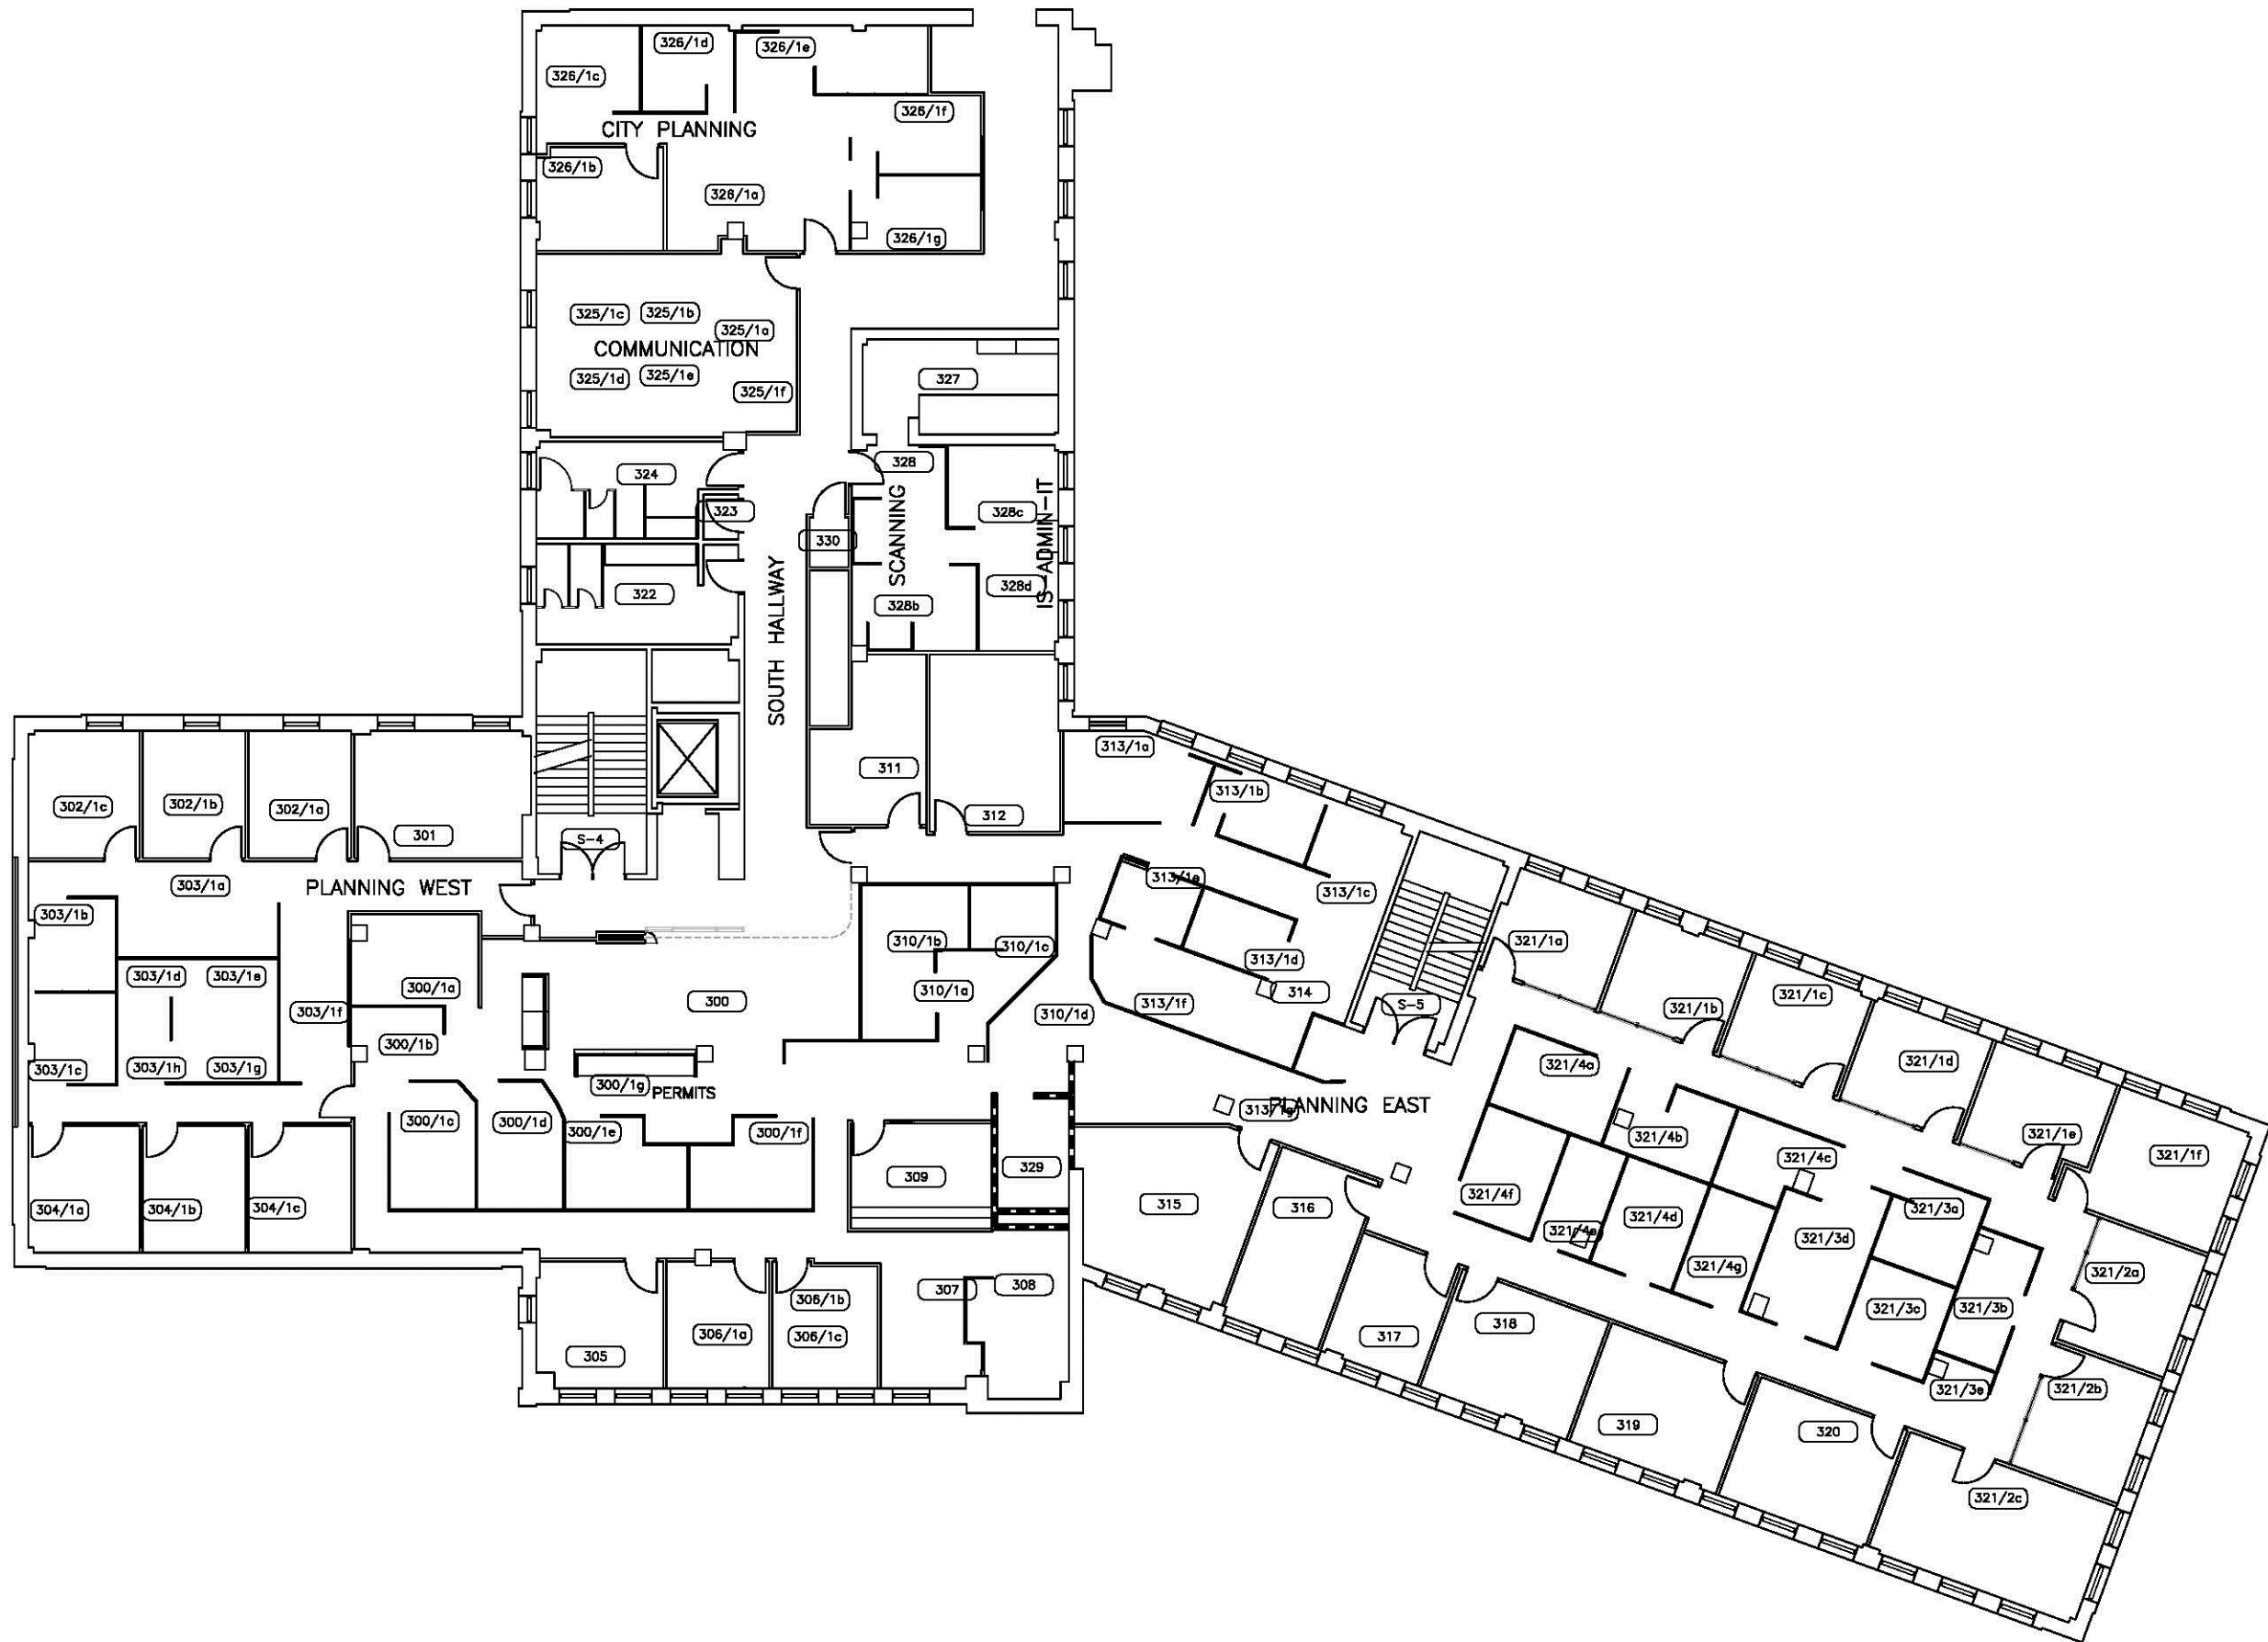 326/1d
326/1e
326/1c
326/1f
CITY PLANNING
326/1b
326/1a
326/1g
325/1c
325/1b
325/1a
COMMUNICATION
325/1d
325/1e
325/1f
327
328
324
323
328c
330
SCANNING
IS-ADMIN-IT
328d
322
328b
SOUTH HALLWAY
311
312
313/1a
313/1b
302/1c
302/1b
302/1a
301
S-4
303/1a
PLANNING WEST
303/1b
313/1e
313/1c
310/1b
310/1c
313/1d
303/1d
303/1e
300/1a
300
310/1a
314
313/1f
303/1f
310/1d
S-5
300/1b
303/1c
303/1h
303/1g
300/1g
PERMITS
300/1c
300/1d
300/1e
300/1f
313/1g
PLANNING EAST
321/1a
321/1b
321/1c
321/1d
321/1e
321/1f
321/4a
321/4b
321/4c
309
329
304/1a
304/1b
304/1c
315
316
321/4f
321/4e
321/4d
321/3d
321/3a
321/4g
321/2a
307
308
306/1b
306/1a
306/1c
305
317
318
321/3c
321/3b
321/3e
321/2b
319
320
321/2c